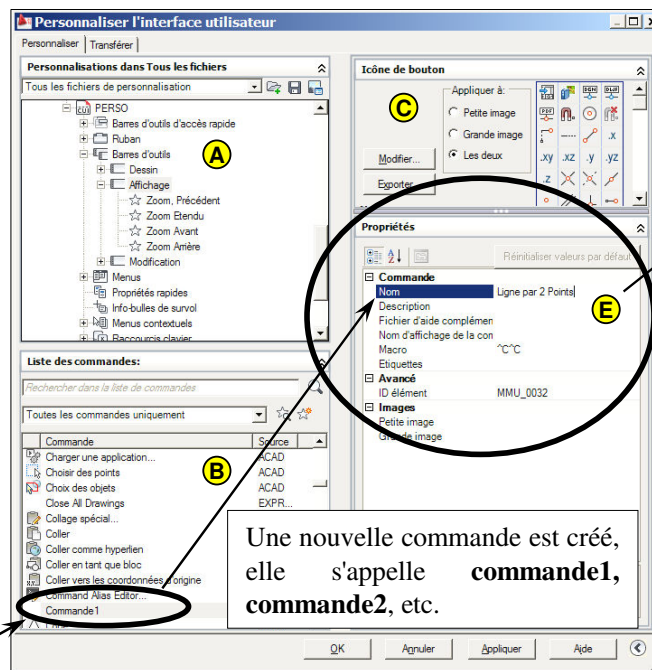 Personnaliser l'interface utilisateur
Personnaliser
Transférer
Personnalisations dans Tous les fichiers
Tous les fichiers de personnalisation
PERSO
Barres d'outils d'accès rapide
Ruban
Barres d'outils
Dessin
Affichage
Zoom, Précédent
Zoom Etendu
Zoom Avant
Zoom Arrière
Modification
Menus
Propriétés rapides
Info-bulles de survol
Menus contextuels
Raccourcis clavier
A
Liste des commandes:
Rechercher dans la liste de commandes
Toutes les commandes uniquement
Commande Source
Charger une application... ACAD
Choisir des points ACAD
Choix des objets ACAD
Close All Drawings EXPR...
Collage spécial...
Coller
Coller comme hyperlien
Coller en tant que bloc
Coller vers les coordonnées d'origine
Command Alias Editor...
Commande1
B
Icône de bouton
C
Appliquer à:
Petite image
Grande image
Les deux
Modifier...
Exporter...
.x
.xy .xz .y .yz
.z
Propriétés
Réinitialiser valeurs par défaut
Commande
Nom Ligne par 2 Points
Description
Fichier d'aide complémen
Nom d'affichage de la con
Macro ^C^C
Etiquettes
Avancé
ID élément MMU_0032
Images
Petite image
Grande image
E
Une nouvelle commande est créé,
elle s'appelle commande1,
commande2, etc.
OK Annuler Appliquer Aide